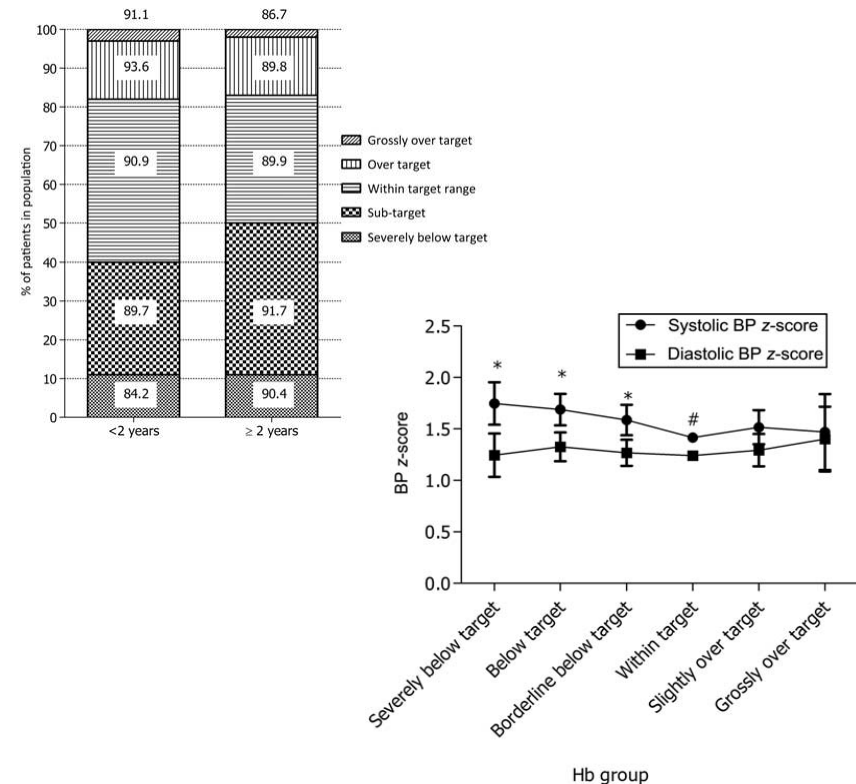 91.1 86.7
100
90
80
70
60
50
40
30
20
10
0
% of patients in population
93.6 89.8
90.9 89.9
89.7 91.7
84.2 90.4
<2 years ≥ 2 years
Grossly over target
Over target
Within target range
Sub-target
Severely below target
Systolic BP z-score
Diastolic BP z-score
2.5
2.0
1.5
1.0
0.5
0.0
BP z-score
* * * #
Severely below target
Below target
Borderline below target
Within target
Slightly over target
Grossly over target
Hb group